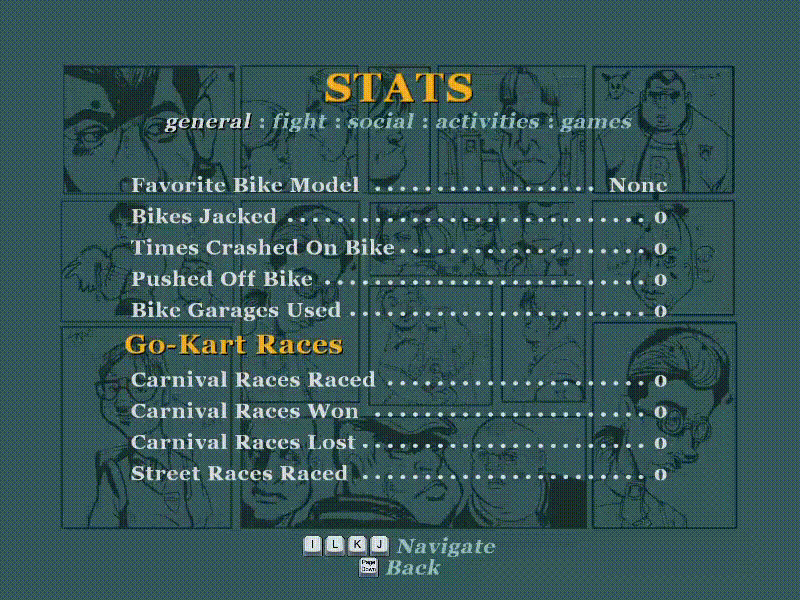 STATS
general : fight : social : activities : games
Favorite Bike Model .................. None
Bikes Jacked ............................ 0
Times Crashed On Bike.................... 0
Pushed Off Bike ......................... 0
Bike Garages Used ....................... 0
Go-Kart Races
Carnival Races Raced .................... 0
Carnival Races Won ...................... 0
Carnival Races Lost ..................... 0
Street Races Raced ...................... 0
I L K J Navigate
Page Down Back